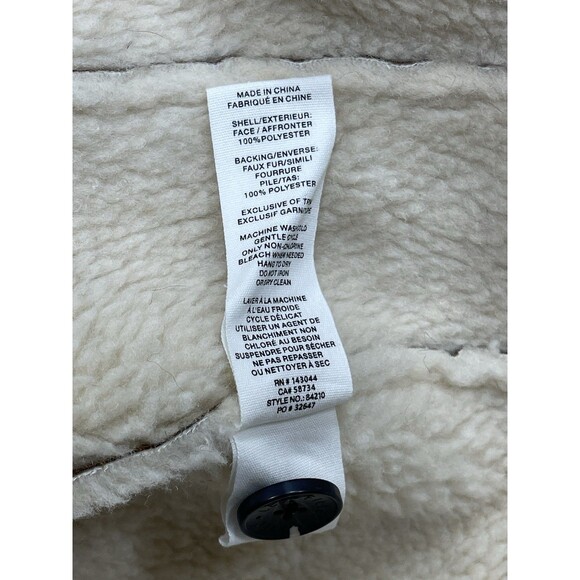 MADE IN CHINA
FABRIQUÉ EN CHINE
SHELL/EXTERIEUR:
FACE / AFFRONTER
100%POLYESTER
BACKING/ENVERSE:
FAUX FUR/SIMILI
FOURRURE
PILE/TAS:
100% POLYESTER
EXCLUSIVE OF
EXCLUSIF
MACHINE WASH COLD
GENTLE CYCLE
ONLY NON-CHLORINE
BLEACH WHEN NEEDED
HANG TO DRY
DO NOT IRON
OR DRY CLEAN
LAVER À LA MACHINE
À L'EAU FROIDE
CYCLE DÉLICAT
UTILISER UN AGENT DE
BLANCHIMENT NON
CHLORÉ AU BESOIN
SUSPENDRE POUR SÈCHER
NE PAS REPASSER
OU NETTOYER À SEC
RN # 143044
CA# 58734
STYLE NO.: 84210
PO # 32647